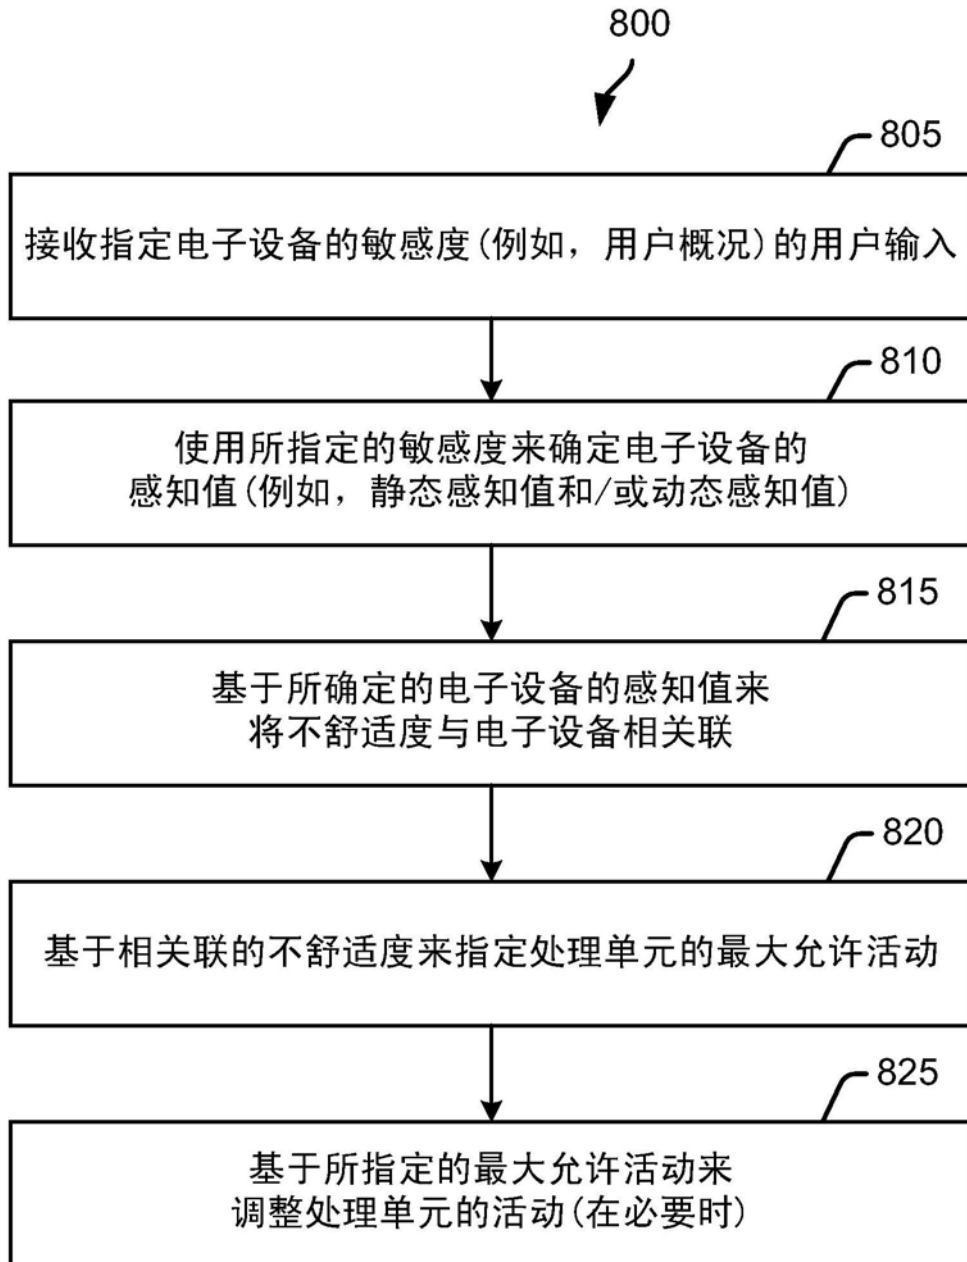 800
805
接收指定电子设备的敏感度(例如，用户概况)的用户输入
810
使用所指定的敏感度来确定电子设备的
感知值(例如，静态感知值和/或动态感知值)
815
基于所确定的电子设备的感知值来
将不舒适度与电子设备相关联
820
基于相关联的不舒适度来指定处理单元的最大允许活动
825
基于所指定的最大允许活动来
调整处理单元的活动(在必要时)